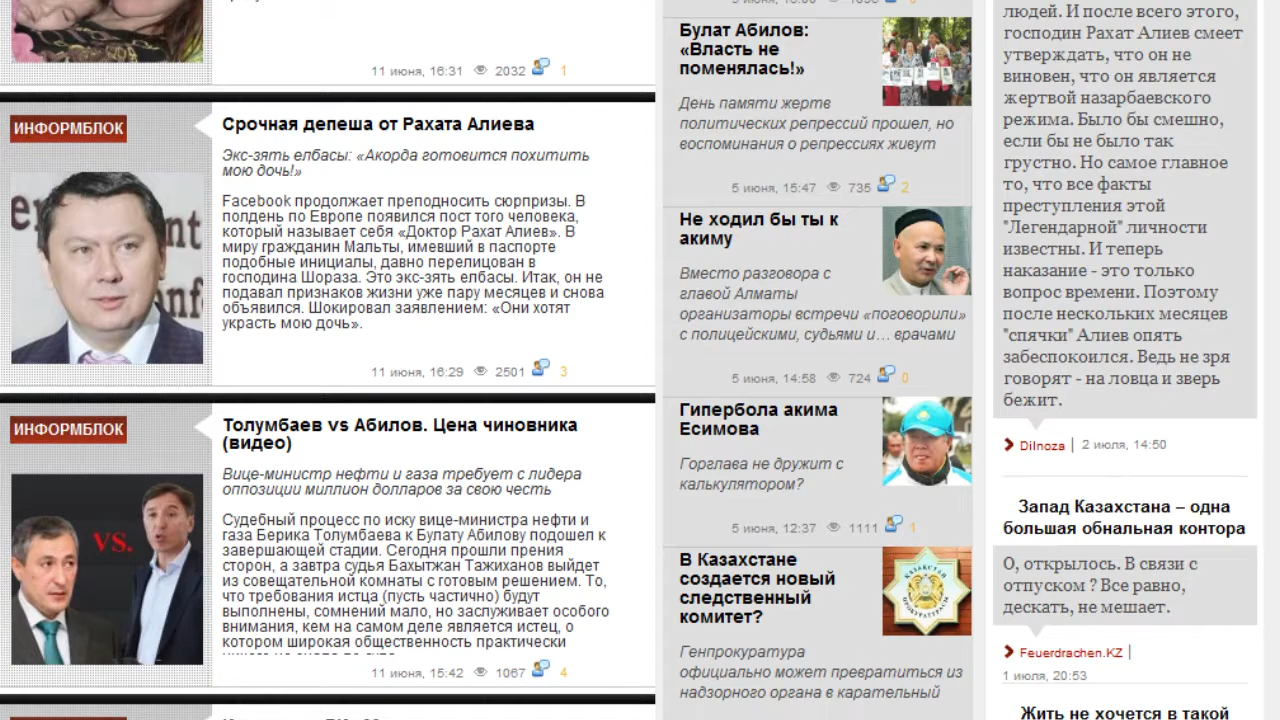 11 июня, 16:31 2032 1
ИНФОРМБЛОК
Срочная депеша от Рахата Алиева
Экс-зять елбасы: «Акорда готовится похитить
мою дочь!»
Facebook продолжает преподносить сюрпризы. В
полдень по Европе появился пост того человека,
который называет себя «Доктор Рахат Алиев». В
миру гражданин Мальты, имевший в паспорте
подобные инициалы, давно перелицован в
господина Шораза. Это экс-зять елбасы. Итак, он не
подавал признаков жизни уже пару месяцев и снова
объявился. Шокировал заявлением: «Они хотят
украсть мою дочь».
11 июня, 16:29 2501 3
ИНФОРМБЛОК
Толумбаев vs Абилов. Цена чиновника
(видео)
Вице-министр нефти и газа требует с лидера
оппозиции миллион долларов за свою честь
VS.
Судебный процесс по иску вице-министра нефти и
газа Берика Толумбаева к Булату Абилову подошел к
завершающей стадии. Сегодня прошли прения
сторон, а завтра судья Бахытжан Тажиханов выйдет
из совещательной комнаты с готовым решением. То,
что требования истца (пусть частично) будут
выполнены, сомнений мало, но заслуживает особого
внимания, кем на самом деле является истец, о
котором широкая общественность практически
11 июня, 15:42 1067 4
Булат Абилов:
«Власть не
поменялась!»
День памяти жертв
политических репрессий прошел, но
воспоминания о репрессиях живут
5 июня, 15:47 735 2
Не ходил бы ты к
акиму
Вместо разговора с
главой Алматы
организаторы встречи «поговорили»
с полицейскими, судьями и… врачами
5 июня, 14:58 724 0
Гипербола акима
Есимова
Горглава не дружит с
калькулятором?
5 июня, 12:37 1111 1
В Казахстане
создается новый
следственный
комитет?
Генпрокуратура
официально может превратиться из
надзорного органа в карательный
людей. И после всего этого,
господин Рахат Алиев смеет
утверждать, что он не
виновен, что он является
жертвой назарбаевского
режима. Было бы смешно,
если бы не было так
грустно. Но самое главное
то, что все факты
преступления этой
"Легендарной" личности
известны. И теперь
наказание - это только
вопрос времени. Поэтому
после нескольких месяцев
"спячки" Алиев опять
забеспокоился. Ведь не зря
говорят - на ловца и зверь
бежит.
Dilnoza | 2 июля, 14:50
Запад Казахстана – одна
большая обнальная контора
О, открылось. В связи с
отпуском ? Все равно,
дескать, не мешает.
Feuerdrachen.KZ |
1 июля, 20:53
Жить не хочется в такой